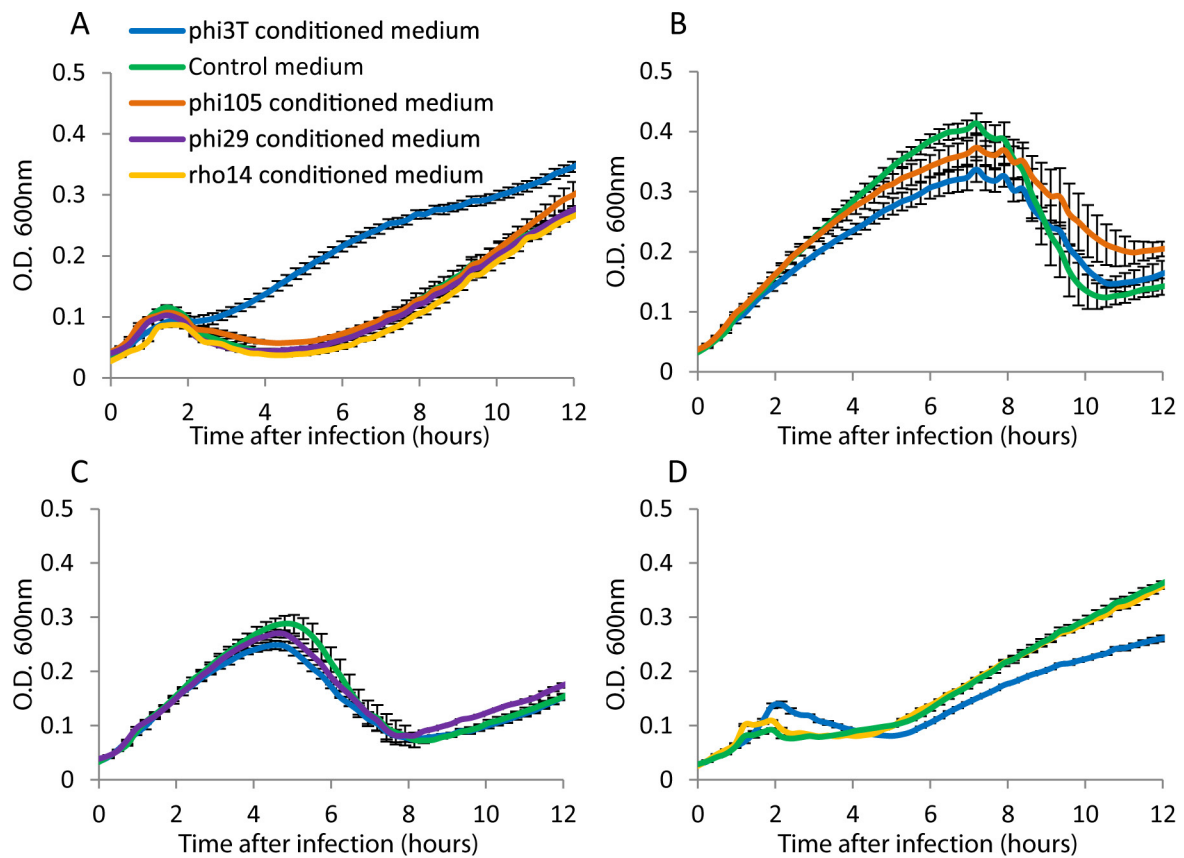 A
phi3T conditioned medium
Control medium
phi105 conditioned medium
phi29 conditioned medium
rho14 conditioned medium
O.D. 600nm
0.5
0.4
0.3
0.2
0.1
0
0 2 4 6 8 10 12
Time after infection (hours)
B
O.D. 600nm
0.5
0.4
0.3
0.2
0.1
0
0 2 4 6 8 10 12
Time after infection (hours)
C
O.D. 600nm
0.5
0.4
0.3
0.2
0.1
0
0 2 4 6 8 10 12
Time after infection (hours)
D
O.D. 600nm
0.5
0.4
0.3
0.2
0.1
0
0 2 4 6 8 10 12
Time after infection (hours)